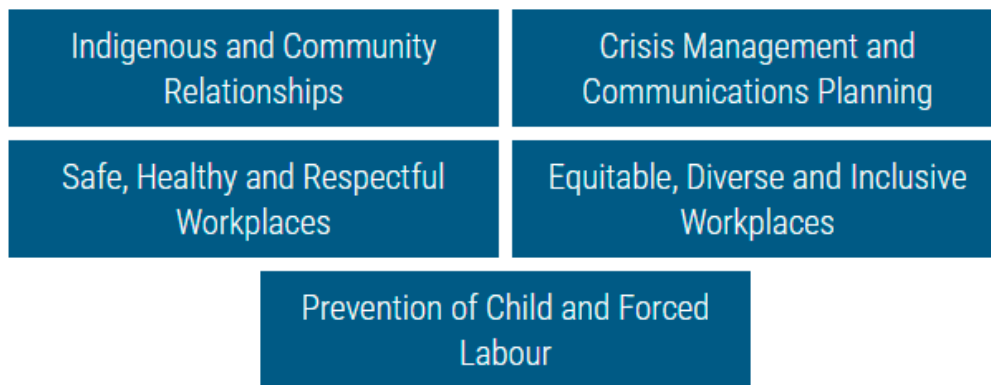 Indigenous and Community
Relationships
Crisis Management and
Communications Planning
Safe, Healthy and Respectful
Workplaces
Equitable, Diverse and Inclusive
Workplaces
Prevention of Child and Forced
Labour